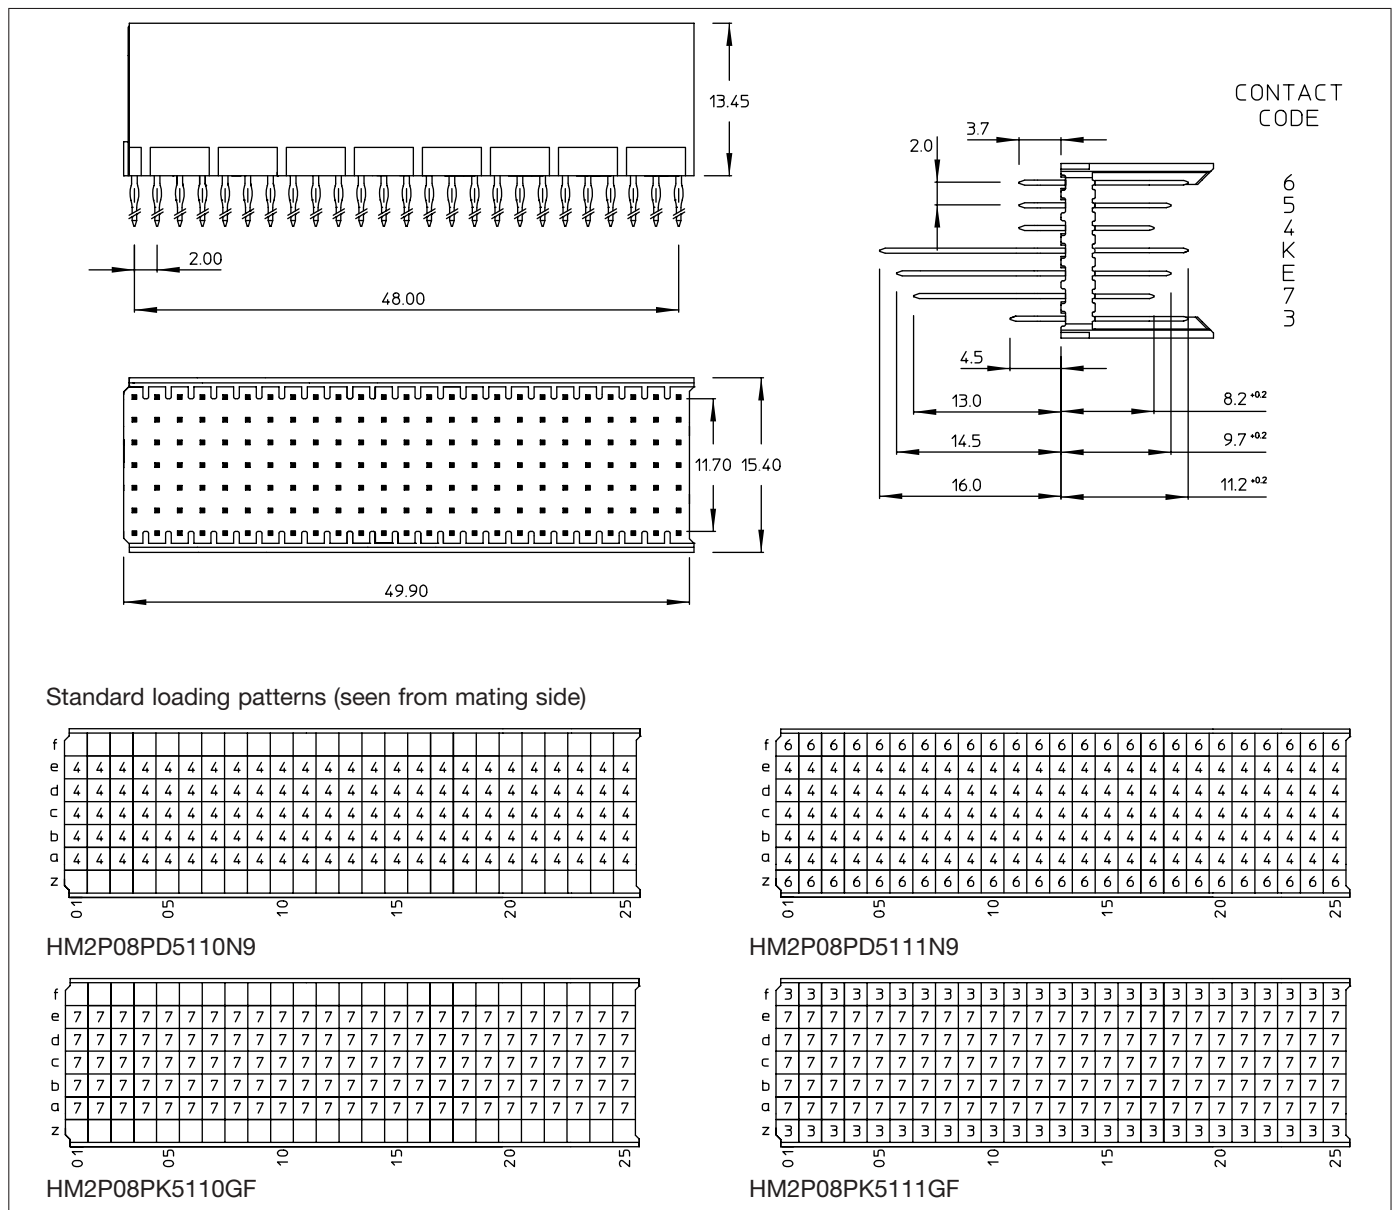 13.45
2.00
48.00
CONTACT
CODE
3.7
2.0
6
5
4
K
E
7
3
4.5
13.0
8.2 +0.2
14.5
9.7 +0.2
16.0
11.2 +0.2
11.70 15.40
49.90
Standard loading patterns (seen from mating side)
f
e 4 4 4 4 4 4 4 4 4 4 4 4 4 4 4 4 4 4 4 4 4 4 4 4 4
d 4 4 4 4 4 4 4 4 4 4 4 4 4 4 4 4 4 4 4 4 4 4 4 4 4
c 4 4 4 4 4 4 4 4 4 4 4 4 4 4 4 4 4 4 4 4 4 4 4 4 4
b 4 4 4 4 4 4 4 4 4 4 4 4 4 4 4 4 4 4 4 4 4 4 4 4 4
a 4 4 4 4 4 4 4 4 4 4 4 4 4 4 4 4 4 4 4 4 4 4 4 4 4
z
01 05 10 15 20 25
HM2P08PD5110N9
f 6 6 6 6 6 6 6 6 6 6 6 6 6 6 6 6 6 6 6 6 6 6 6 6 6
e 4 4 4 4 4 4 4 4 4 4 4 4 4 4 4 4 4 4 4 4 4 4 4 4 4
d 4 4 4 4 4 4 4 4 4 4 4 4 4 4 4 4 4 4 4 4 4 4 4 4 4
c 4 4 4 4 4 4 4 4 4 4 4 4 4 4 4 4 4 4 4 4 4 4 4 4 4
b 4 4 4 4 4 4 4 4 4 4 4 4 4 4 4 4 4 4 4 4 4 4 4 4 4
a 4 4 4 4 4 4 4 4 4 4 4 4 4 4 4 4 4 4 4 4 4 4 4 4 4
z 6 6 6 6 6 6 6 6 6 6 6 6 6 6 6 6 6 6 6 6 6 6 6 6 6
01 05 10 15 20 25
HM2P08PD5111N9
f
e 7 7 7 7 7 7 7 7 7 7 7 7 7 7 7 7 7 7 7 7 7 7 7 7 7
d 7 7 7 7 7 7 7 7 7 7 7 7 7 7 7 7 7 7 7 7 7 7 7 7 7
c 7 7 7 7 7 7 7 7 7 7 7 7 7 7 7 7 7 7 7 7 7 7 7 7 7
b 7 7 7 7 7 7 7 7 7 7 7 7 7 7 7 7 7 7 7 7 7 7 7 7 7
a 7 7 7 7 7 7 7 7 7 7 7 7 7 7 7 7 7 7 7 7 7 7 7 7 7
z
01 05 10 15 20 25
HM2P08PK5110GF
f 3 3 3 3 3 3 3 3 3 3 3 3 3 3 3 3 3 3 3 3 3 3 3 3 3
e 7 7 7 7 7 7 7 7 7 7 7 7 7 7 7 7 7 7 7 7 7 7 7 7 7
d 7 7 7 7 7 7 7 7 7 7 7 7 7 7 7 7 7 7 7 7 7 7 7 7 7
c 7 7 7 7 7 7 7 7 7 7 7 7 7 7 7 7 7 7 7 7 7 7 7 7 7
b 7 7 7 7 7 7 7 7 7 7 7 7 7 7 7 7 7 7 7 7 7 7 7 7 7
a 7 7 7 7 7 7 7 7 7 7 7 7 7 7 7 7 7 7 7 7 7 7 7 7 7
z 3 3 3 3 3 3 3 3 3 3 3 3 3 3 3 3 3 3 3 3 3 3 3 3 3
01 05 10 15 20 25
HM2P08PK5111GF